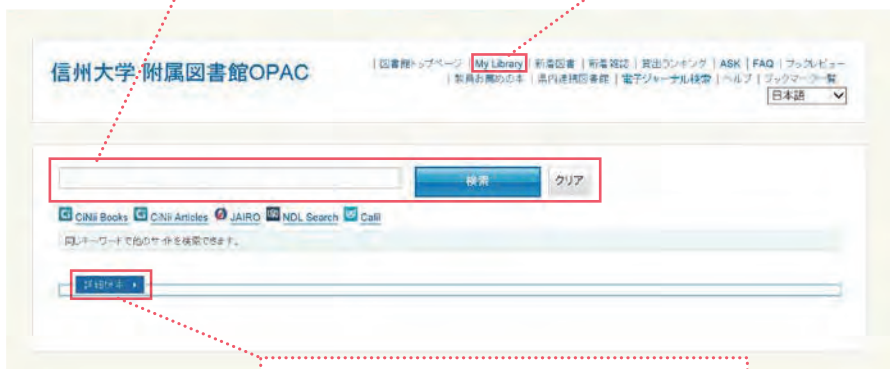 信州大学 附属図書館OPAC
| 図書館トップページ | My Library | 新着図書 | 新着雑誌 | 貸出ランキング | ASK | FAQ | ブックレビュー
| 教員お薦めの本 | 県内連携図書館 | 電子ジャーナル検索 | ヘルプ | ブックマーク一覧
日本語
検索 クリア
CiNii Books CiNii Articles JAIRO NDL Search Calil
同じキーワードで他のサイトを検索できます。
詳細検索